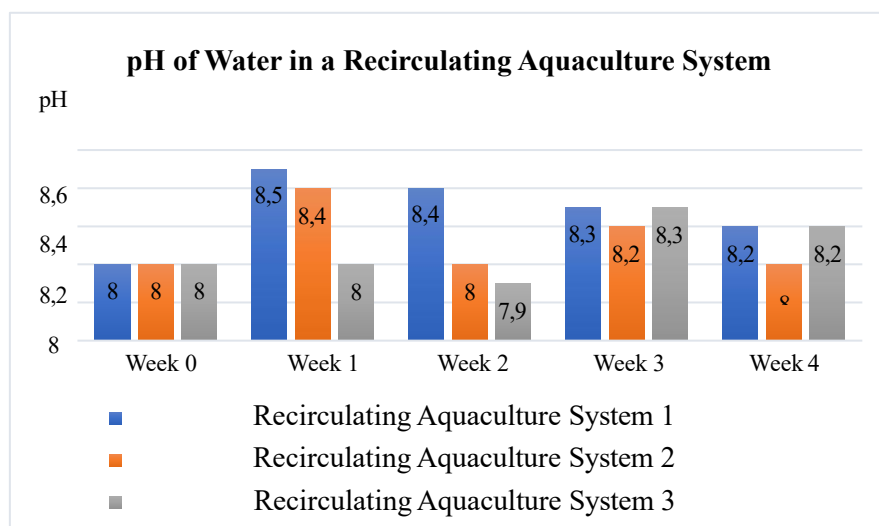 pH of Water in a Recirculating Aquaculture System
pH
8,6
8,4
8,2
8
8 8 8
8,5 8,4 8
8,4 8 7,9
8,3 8,2 8,3
8,2 8,2
Week 0 Week 1 Week 2 Week 3 Week 4
Recirculating Aquaculture System 1
Recirculating Aquaculture System 2
Recirculating Aquaculture System 3